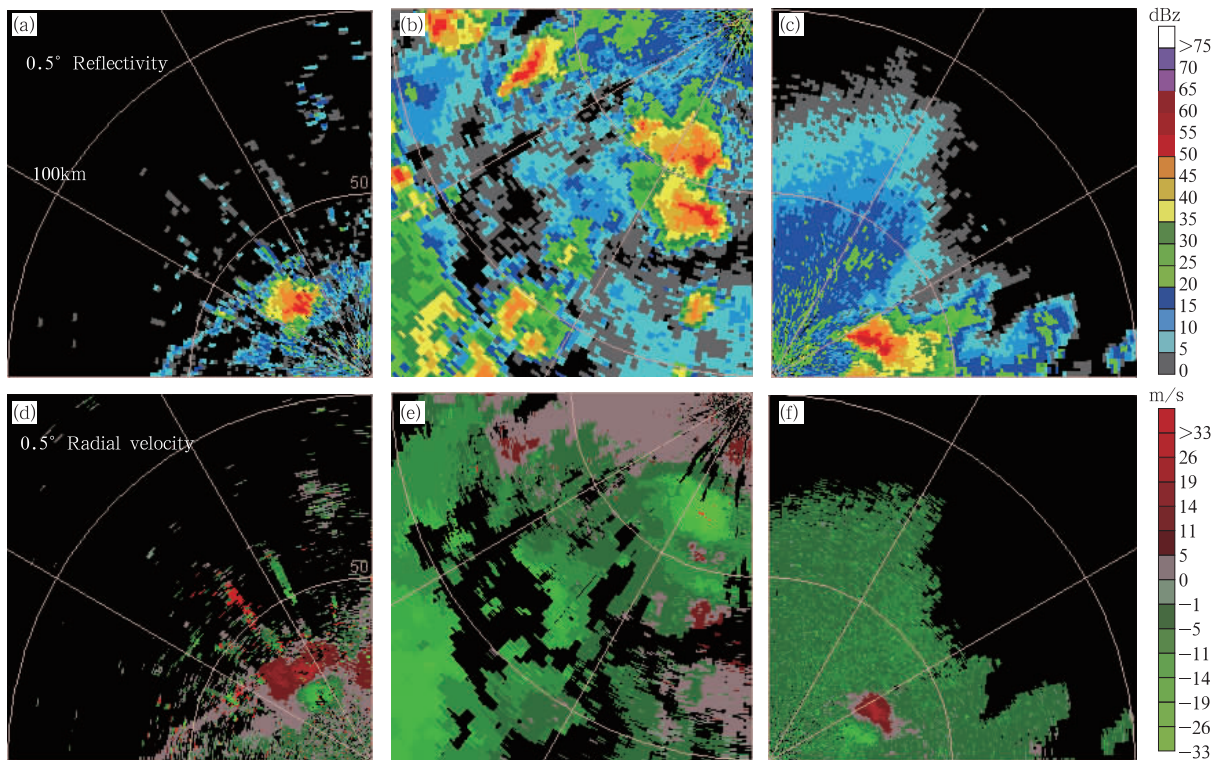 (a)
0.5° Reflectivity
100km
50
(b)
(c)
dBz
>75
70
65
60
55
50
45
40
35
30
25
20
15
10
5
0
(d)
0.5° Radial velocity
50
(e)
(f)
m/s
>33
26
19
14
11
5
0
−1
−5
−11
−14
−19
−26
−33